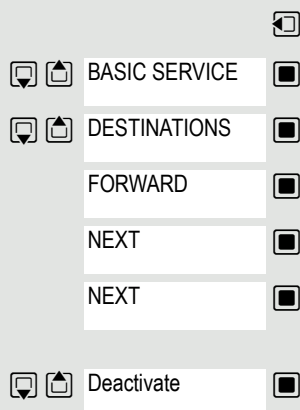 BASIC SERVICE
DESTINATIONS
FORWARD
NEXT
NEXT
Deactivate